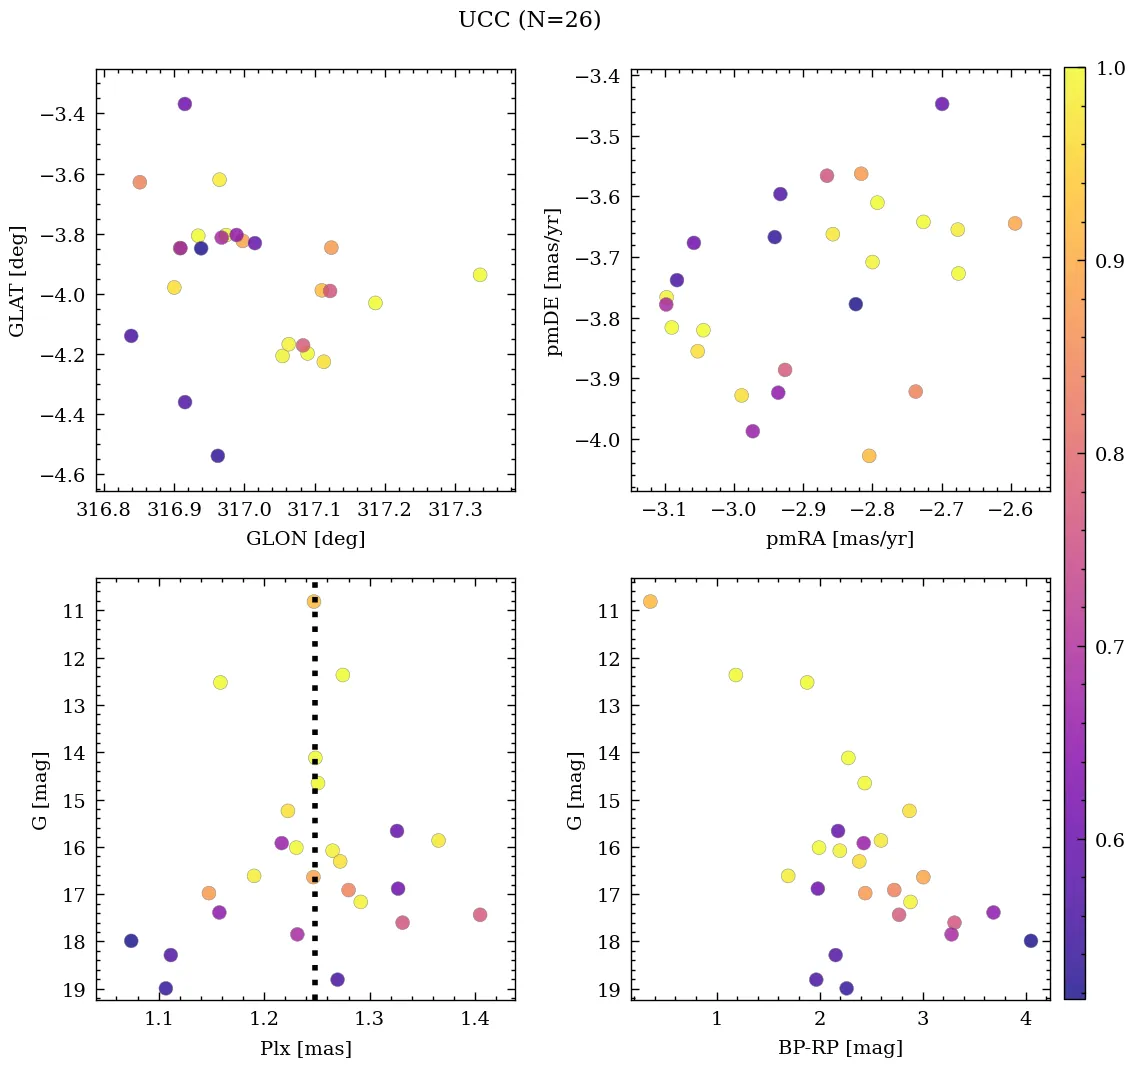 UCC (N=26)
−3.4
−3.6
−3.8
−4.0
−4.2
−4.4
−4.6
GLAT [deg]
316.8 316.9 317.0 317.1 317.2 317.3
GLON [deg]
−3.4
−3.5
−3.6
−3.7
−3.8
−3.9
−4.0
pmDE [mas/yr]
−3.1 −3.0 −2.9 −2.8 −2.7 −2.6
pmRA [mas/yr]
1.0
0.9
0.8
0.7
0.6
11
12
13
14
15
16
17
18
19
G [mag]
1.1 1.2 1.3 1.4
Plx [mas]
11
12
13
14
15
16
17
18
19
G [mag]
1 2 3 4
BP-RP [mag]